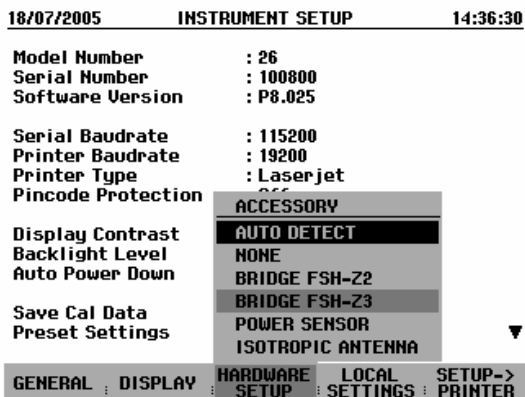 18/07/2005 INSTRUMENT SETUP 14:36:30
Model Number : 26
Serial Number : 100800
Software Version : P8.025
Serial Baudrate : 115200
Printer Baudrate : 19200
Printer Type : Laserjet
Pincode Protection :
Display Contrast
Backlight Level
Auto Power Down
Save Cal Data
Preset Settings
ACCESSORY
AUTO DETECT
NONE
BRIDGE FSH-Z2
BRIDGE FSH-Z3
POWER SENSOR
ISOTROPIC ANTENNA
GENERAL DISPLAY HARDWARE SETUP LOCAL SETTINGS SETUP-> PRINTER